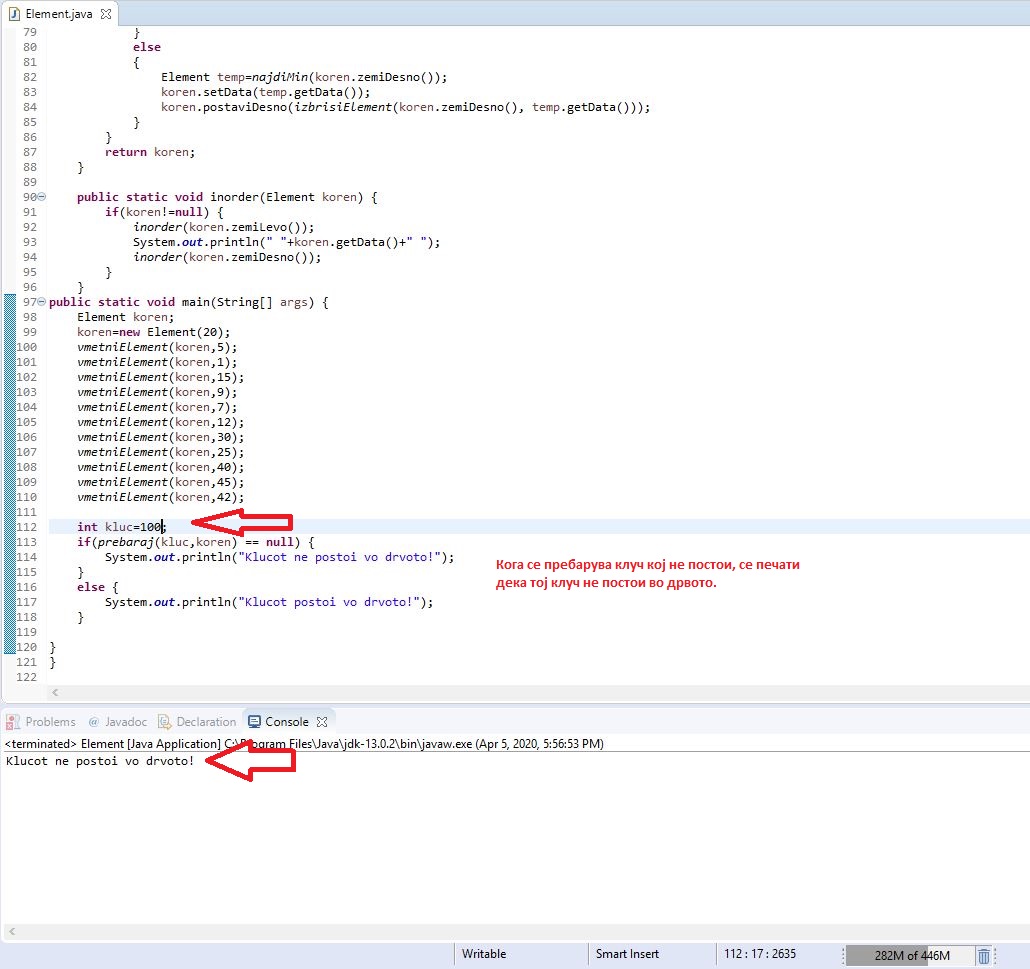 Element.java
79 }
80 else
81 {
82 Element temp=najdiMin(koren.zemiDesno());
83 koren.setData(temp.getData());
84 koren.postaviDesno(izbrisiElement(koren.zemiDesno(), temp.getData()));
85 }
86 }
87 return koren;
88 }
89
90 public static void inorder(Element koren) {
91 if(koren!=null) {
92 inorder(koren.zemiLevo());
93 System.out.println(" "+koren.getData()+" ");
94 inorder(koren.zemiDesno());
95 }
96 }
97 public static void main(String[] args) {
98 Element koren;
99 koren=new Element(20);
100 vmetniElement(koren,5);
101 vmetniElement(koren,1);
102 vmetniElement(koren,15);
103 vmetniElement(koren,9);
104 vmetniElement(koren,7);
105 vmetniElement(koren,12);
106 vmetniElement(koren,30);
107 vmetniElement(koren,25);
108 vmetniElement(koren,40);
109 vmetniElement(koren,45);
110 vmetniElement(koren,42);
111
112 int kluc=100;
113 if(prebaraj(kluc,koren) == null) {
114 System.out.println("Klucot ne postoi vo drvoto!");
115 }
116 else {
117 System.out.println("Klucot postoi vo drvoto!");
118 }
119
120 }
121 }
122
Кога се пребарува клуч кој не постои, се печати
дека тој клуч не постои во дрвото.
Problems @ Javadoc Declaration Console
<terminated> Element [Java Application] C:\Program Files\Java\jdk-13.0.2\bin\javaw.exe (Apr 5, 2020, 5:56:53 PM)
Klucot ne postoi vo drvoto!
Writable Smart Insert 112 : 17 : 2635 282M of 446M